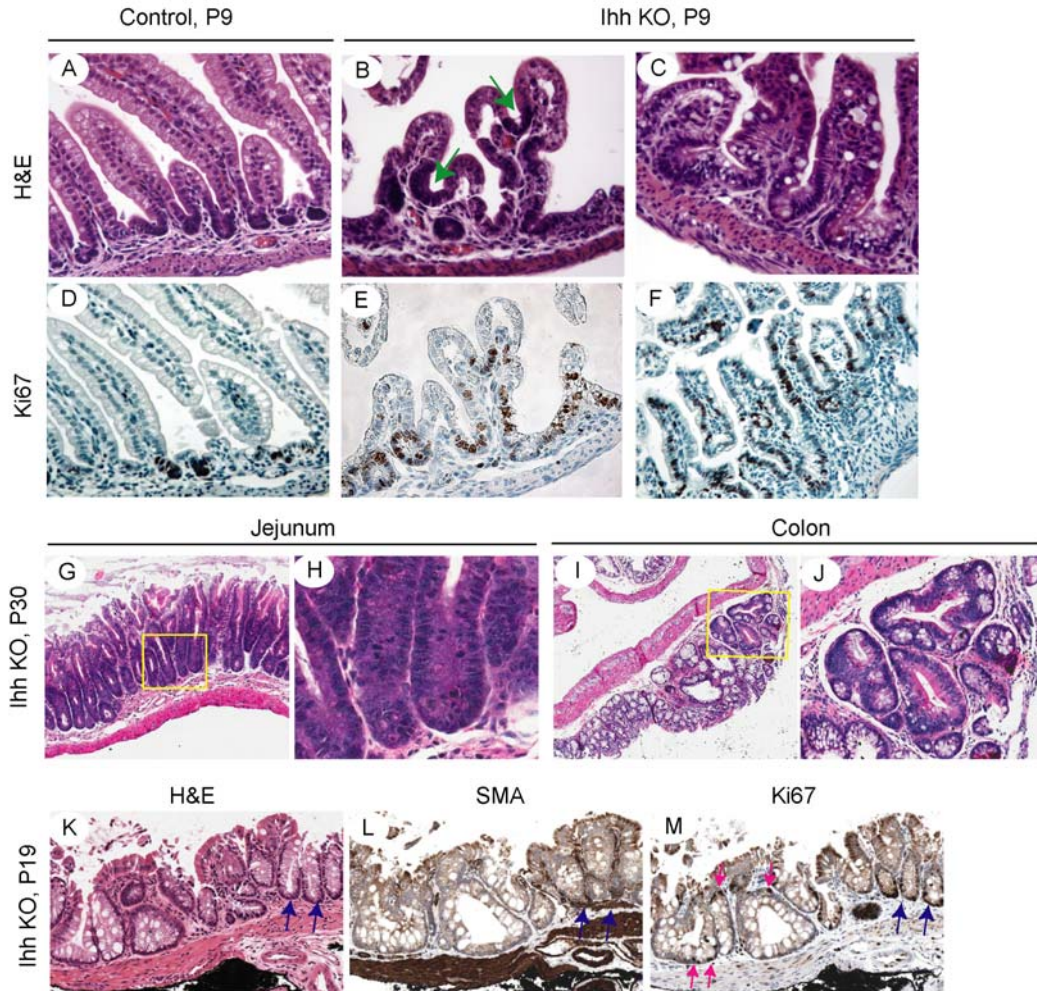 Control, P9
Ihh KO, P9
H&E
A
B
C
Ki67
D
E
F
Jejunum
Colon
Ihh KO, P30
G
H
I
J
H&E
SMA
Ki67
Ihh KO, P19
K
L
M